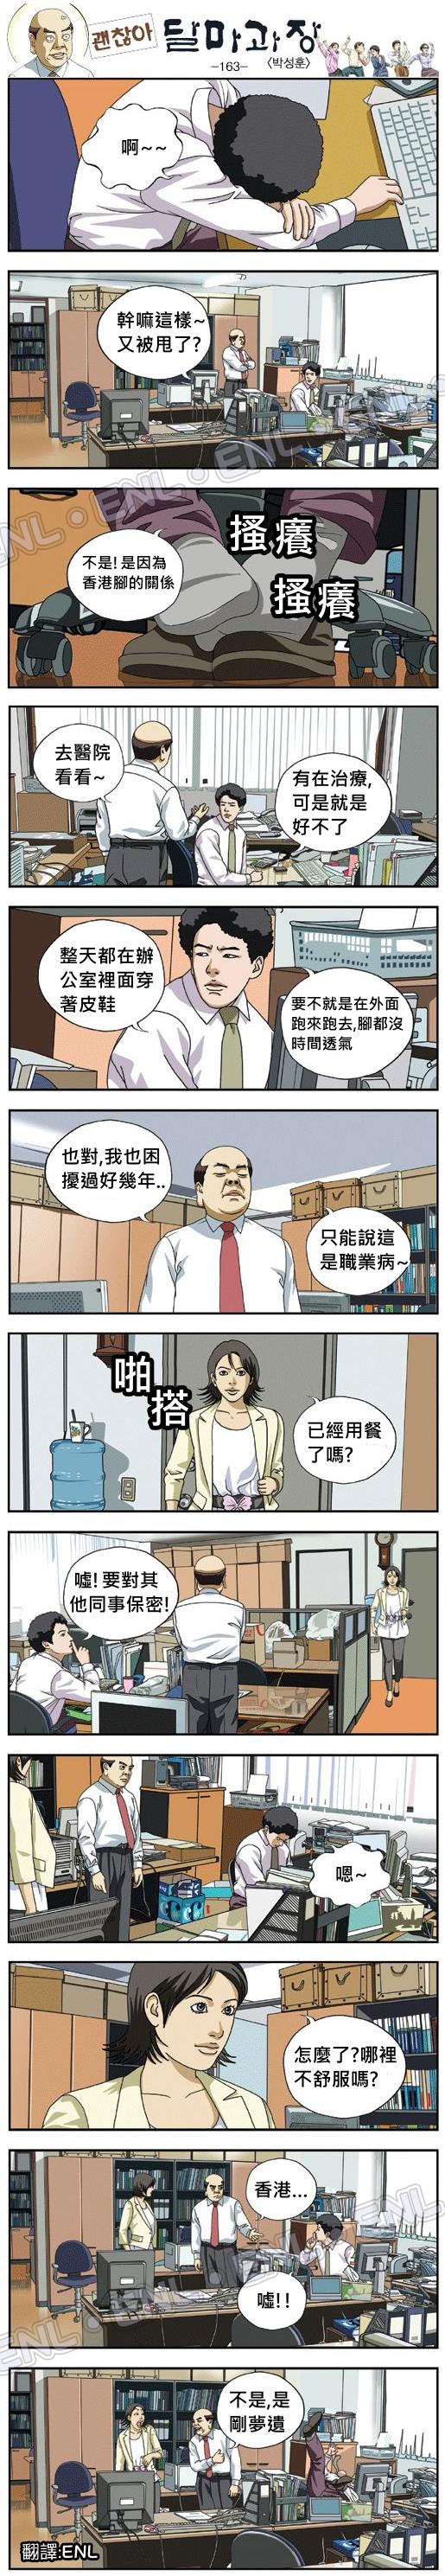 괜찮아
달마과장
-163-
〈박성훈〉
啊~~
幹嘛這樣~
又被甩了?
ENL•ENL•ENL
不是! 是因為
香港腳的關係
搔癢
搔癢
去醫院
看看~
有在治療,
可是就是
好不了
整天都在辦
公室裡面穿
著皮鞋
要不就是在外面
跑來跑去,腳都沒
時間透氣
也對,我也困
擾過好幾年..
只能說這
是職業病~
啪
搭
已經用餐
了嗎?
噓! 要對其
他同事保密!
嗯~
怎麼了?哪裡
不舒服嗎?
香港...
噓! !
ENL•ENL•ENL
不是,是
剛夢遺
翻譯:ENL